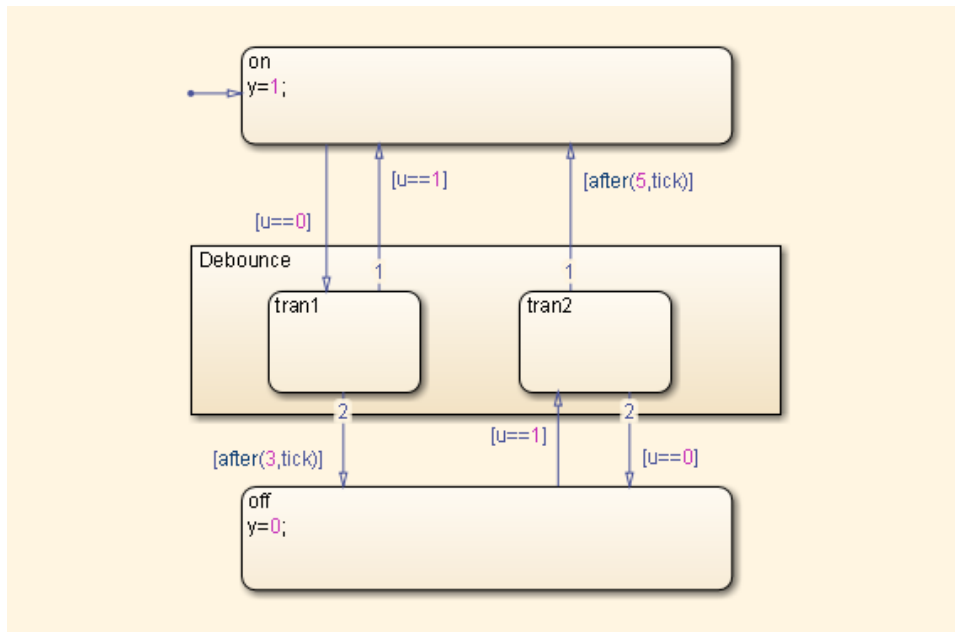 on
y=1;
[u==1]
[after(5,tick)]
[u==0]
Debounce
1
1
tran1
tran2
2
2
[u==1]
[after(3,tick)]
[u==0]
off
y=0;